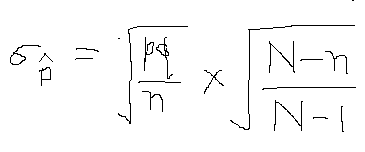 σ_p̂ = √(pq/n) × √((N-n)/(N-1))